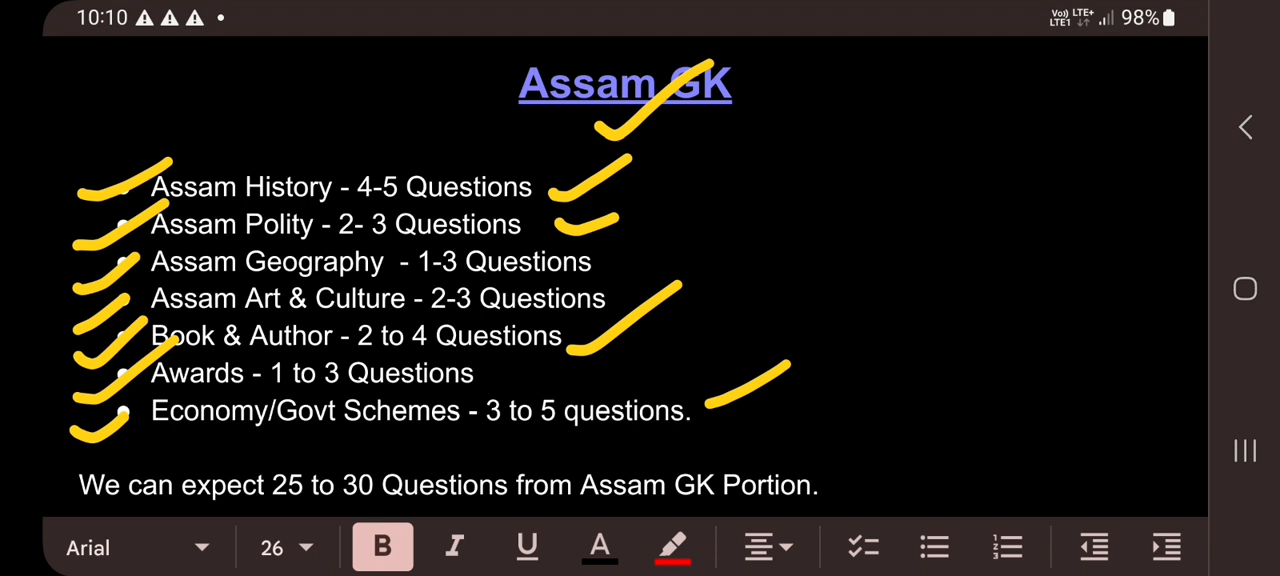 10:10
Vo) LTE+
LTE1
98%
Assam GK
Assam History - 4-5 Questions
Assam Polity - 2- 3 Questions
Assam Geography - 1-3 Questions
Assam Art & Culture - 2-3 Questions
Book & Author - 2 to 4 Questions
Awards - 1 to 3 Questions
Economy/Govt Schemes - 3 to 5 questions.
We can expect 25 to 30 Questions from Assam GK Portion.
Arial 26 B I U A